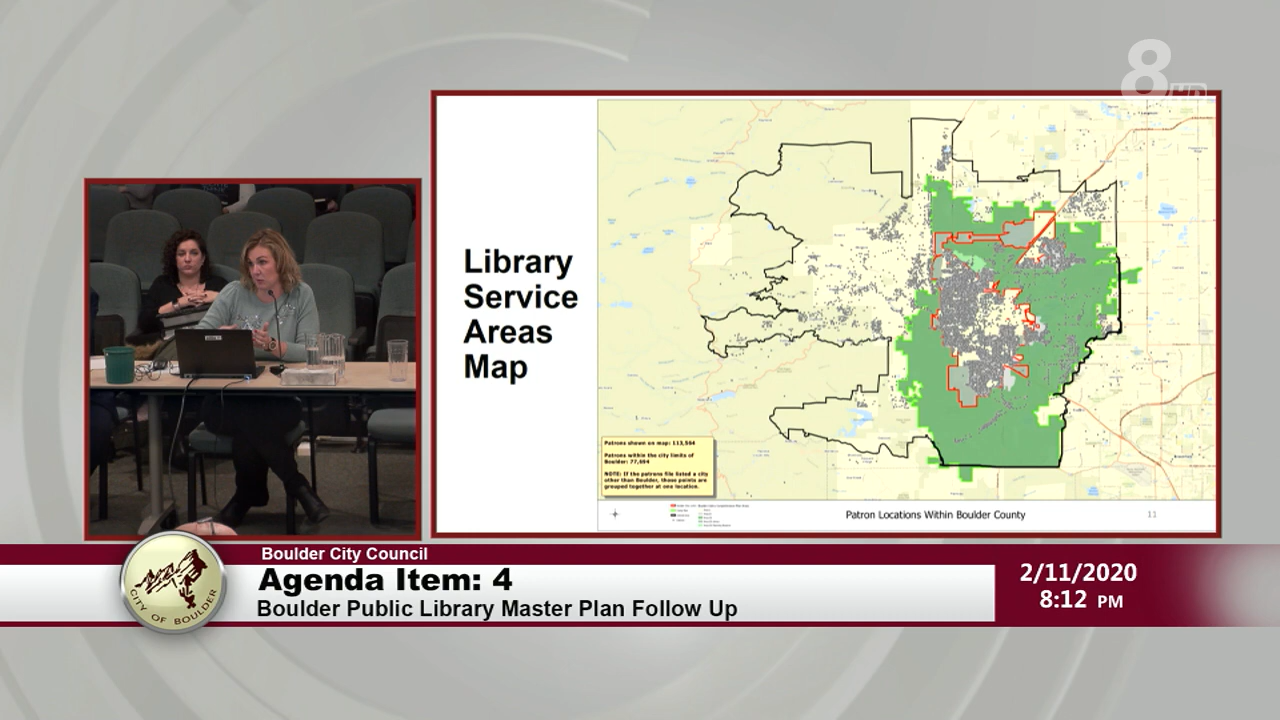 8
HD
Library
Service
Areas
Map
Patrons shown on map: 113,564
Patrons within the city limits of
Boulder: 77,694
NOTE: If the patrons file listed a city
other than Boulder, those points are
grouped together at one location.
Patron Locations Within Boulder County
11
Boulder City Council
Agenda Item: 4
Boulder Public Library Master Plan Follow Up
CITY OF BOULDER
2/11/2020
8:12 PM